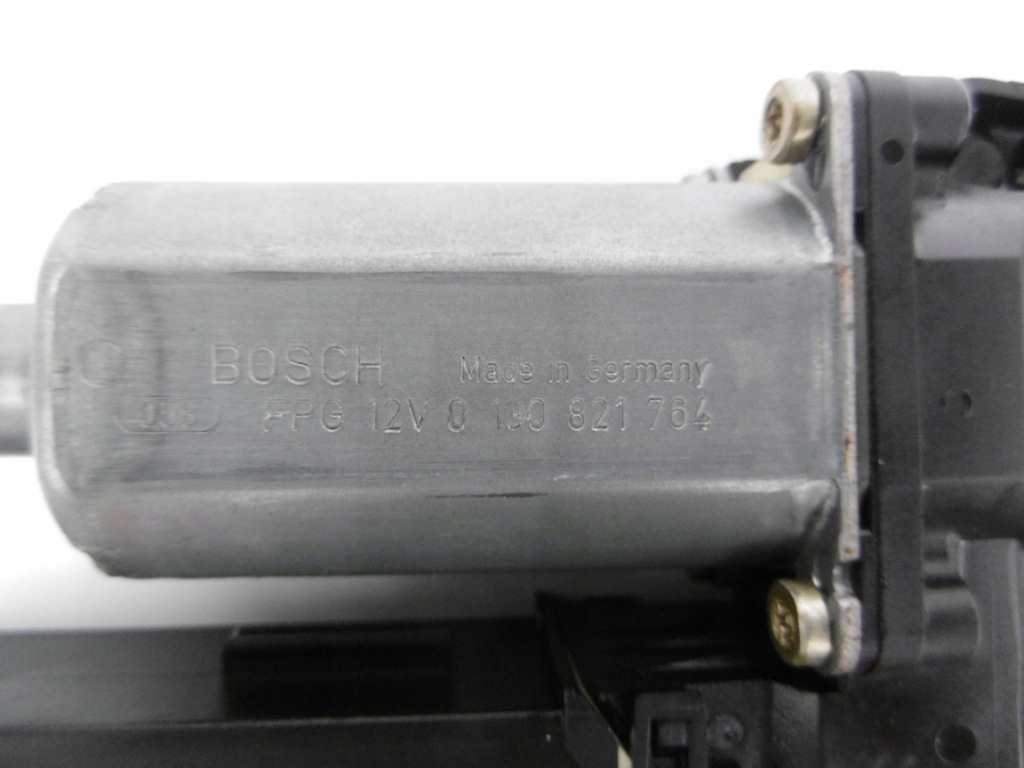 BOSCH Made in Germany
FPG 12V 0 130 821 764